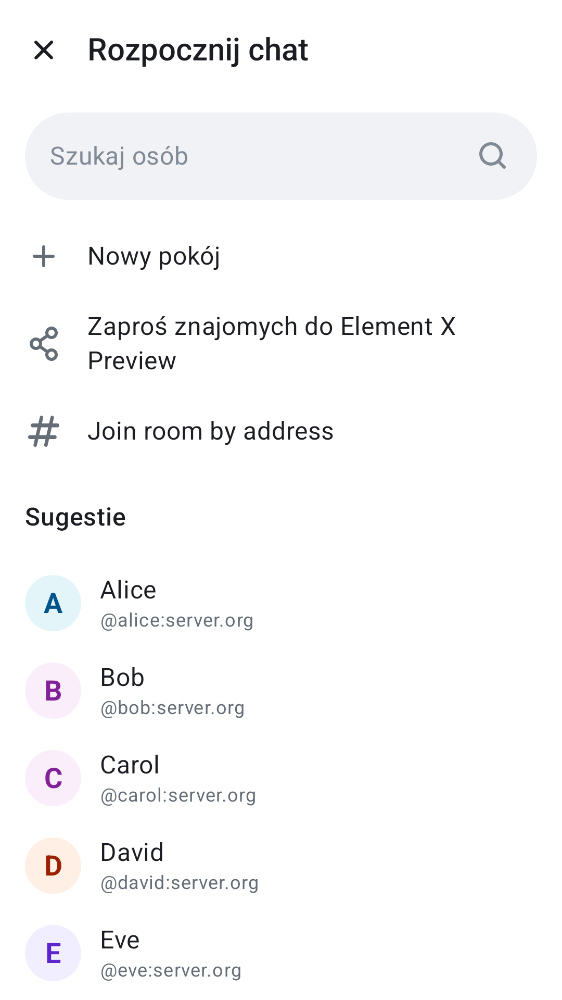 Rozpocznij chat
Szukaj osób
Nowy pokój
Zaproś znajomych do Element X
Preview
Join room by address
Sugestie
A
Alice
@alice:server.org
B
Bob
@bob:server.org
C
Carol
@carol:server.org
D
David
@david:server.org
E
Eve
@eve:server.org